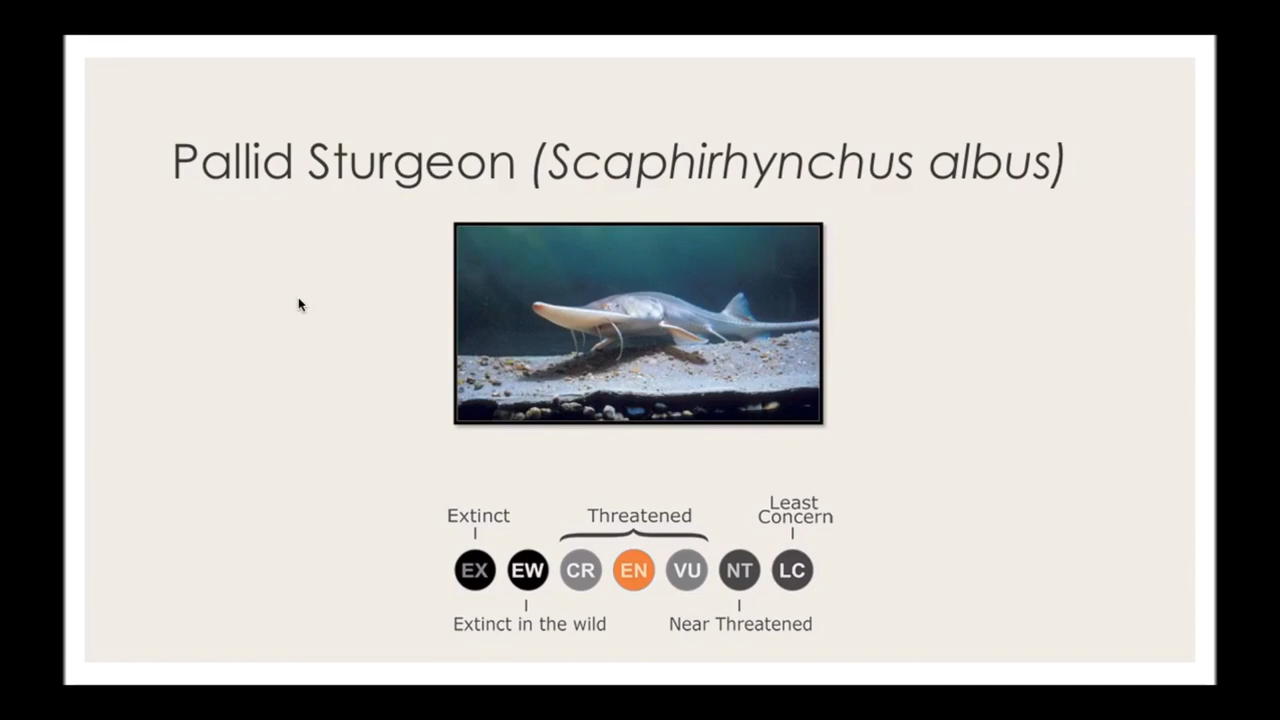 Pallid Sturgeon (Scaphirhynchus albus)
Extinct
Threatened
Least
Concern
EX EW CR EN VU NT LC
Extinct in the wild
Near Threatened